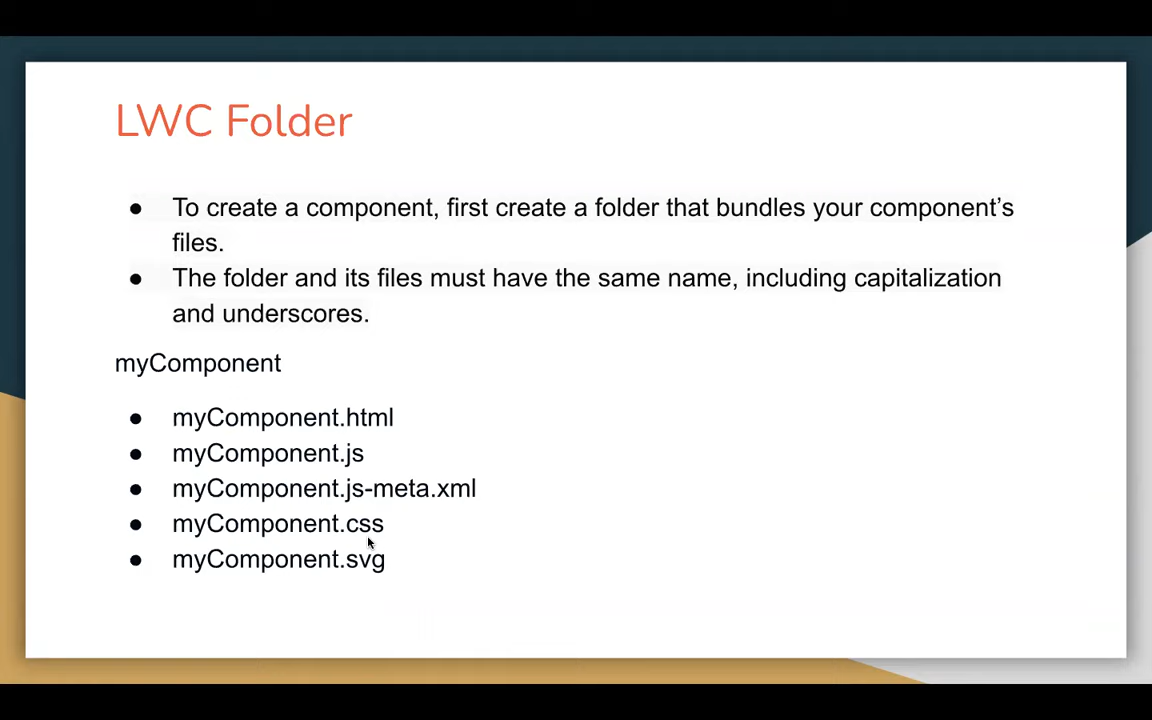 LWC Folder
● To create a component, first create a folder that bundles your component’s
files.
● The folder and its files must have the same name, including capitalization
and underscores.
myComponent
● myComponent.html
● myComponent.js
● myComponent.js-meta.xml
● myComponent.css
● myComponent.svg